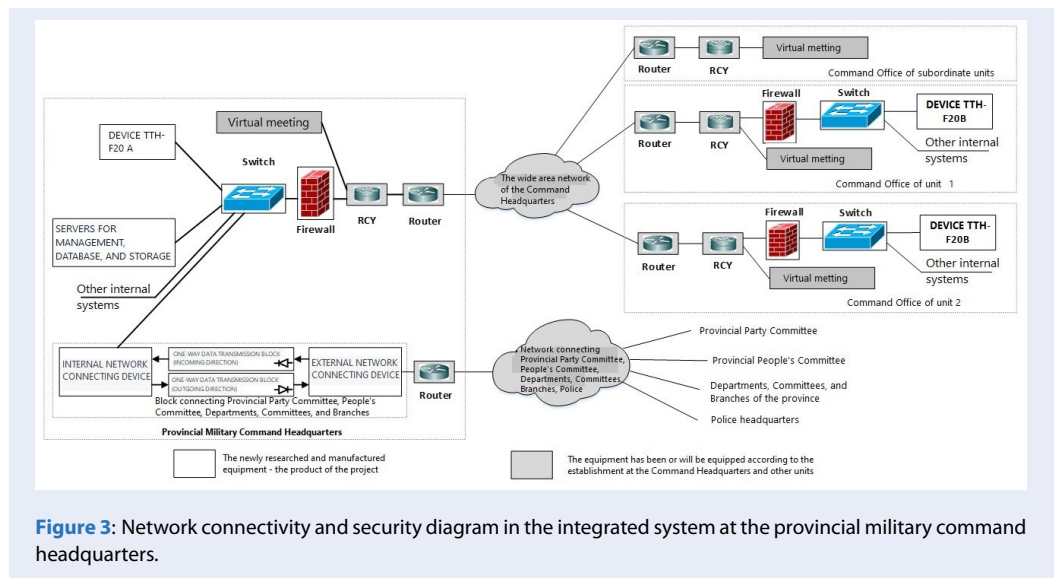 Virtual meeting
DEVICE TTH-
F20 A
Switch
Firewall
RCY
Router
SERVERS FOR
MANAGEMENT,
DATABASE, AND STORAGE
Other internal
systems
INTERNAL NETWORK
CONNECTING DEVICE
ONE-WAY DATA TRANSMISSION BLOCK
(INCOMING DIRECTION)
ONE-WAY DATA TRANSMISSION BLOCK
(OUTGOING DIRECTION)
EXTERNAL NETWORK
CONNECTING DEVICE
Block connecting Provincial Party Committee, People's
Committee, Departments, Committees, and Branches
Router
Provincial Military Command Headquarters
The wide area network
of the Command
Headquarters
Router
RCY
Virtual metting
Command Office of subordinate units
Router
RCY
Firewall
Switch
DEVICE TTH-
F20B
Other internal
systems
Virtual metting
Command Office of unit 1
Router
RCY
Firewall
Switch
DEVICE TTH-
F20B
Other internal
systems
Virtual metting
Command Office of unit 2
Network connecting
Provincial Party Committee,
People's Committee,
Departments, Committees,
Branches, Police
Provincial Party Committee
Provincial People's Committee
Departments, Committees, and
Branches of the province
Police headquarters
The newly researched and manufactured
equipment - the product of the project
The equipment has been or will be equipped according to the
establishment at the Command Headquarters and other units
Figure 3: Network connectivity and security diagram in the integrated system at the provincial military command
headquarters.